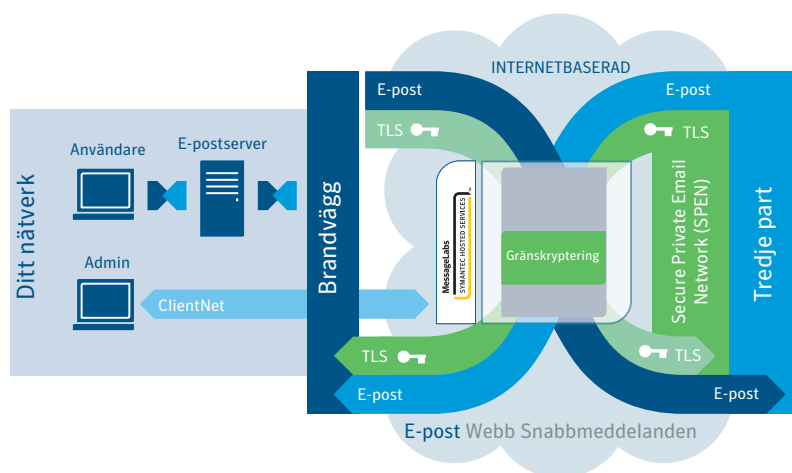 INTERNETBASERAD
E-post
E-post
TLS
TLS
Ditt nätverk
Användare
E-postserver
Admin
ClientNet
Brandvägg
MessageLabs
SYMANTEC HOSTED SERVICES
Gränskryptering
Secure Private Email
Network (SPEN)
Tredje part
TLS
TLS
E-post
E-post
E-post Webb Snabbmeddelanden